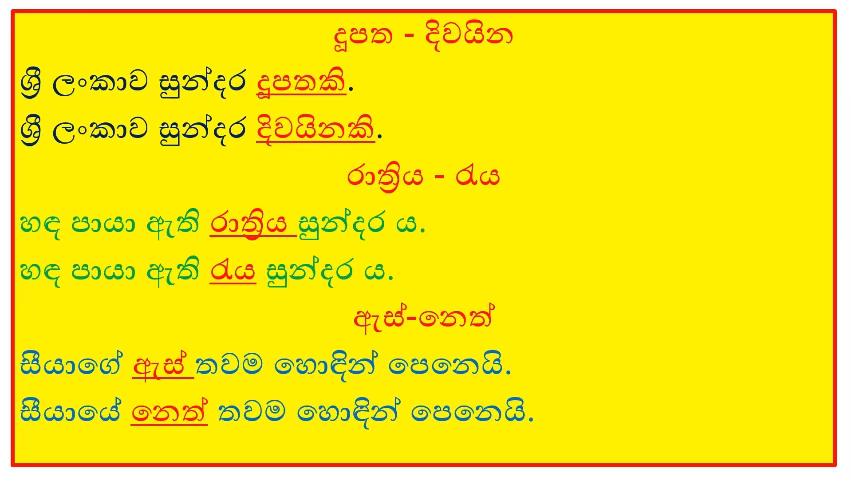 දූපත - දිවයින
ශ්‍රී ලංකාව සුන්දර දූපතකි.
ශ්‍රී ලංකාව සුන්දර දිවයිනකි.
රාත්‍රිය - රැය
හඳ පායා ඇති රාත්‍රිය සුන්දර ය.
හඳ පායා ඇති රැය සුන්දර ය.
ඇස්-නෙත්
සීයාගේ ඇස් තවම හොඳින් පෙනෙයි.
සීයායේ නෙත් තවම හොඳින් පෙනෙයි.